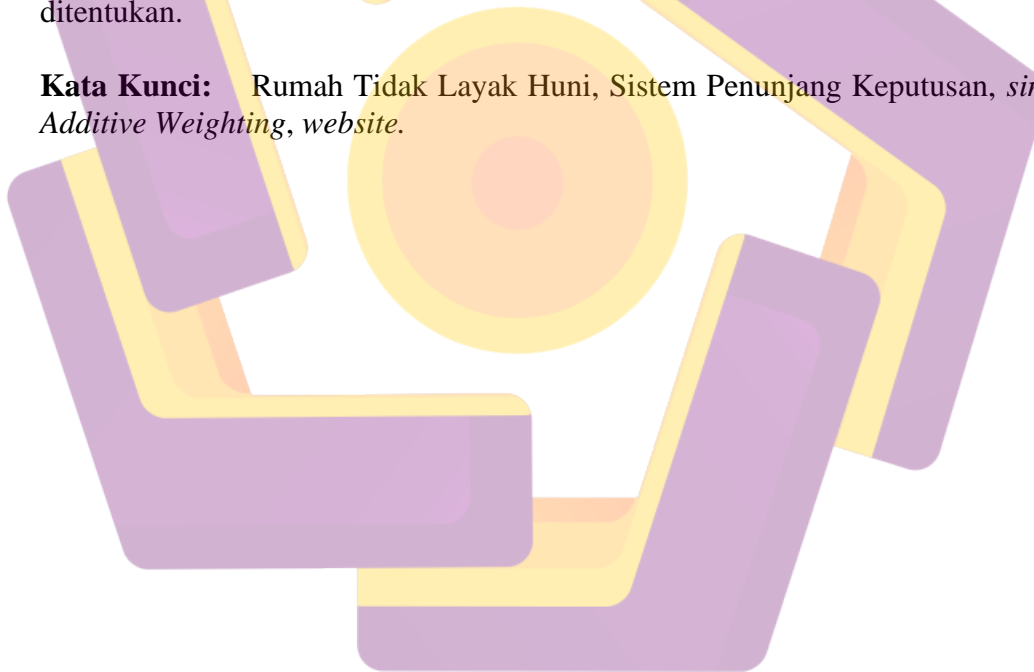 ditentukan.
Kata Kunci: Rumah Tidak Layak Huni, Sistem Penunjang Keputusan,
Additive Weighting, website.